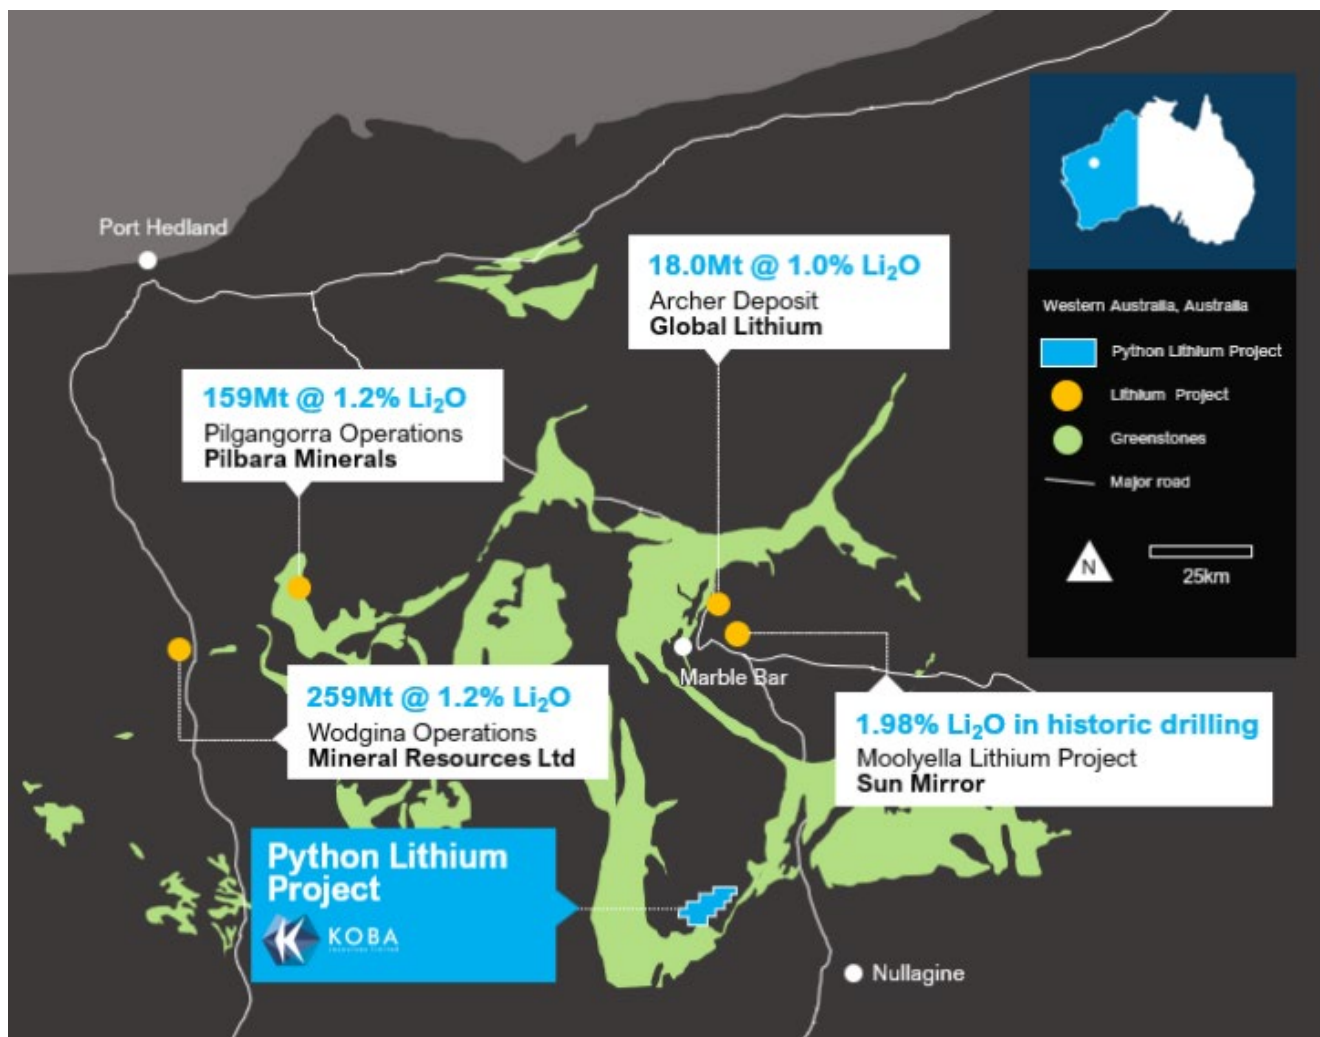 Port Hedland
18.0Mt @ 1.0% Li₂O
Archer Deposit
Global Lithium
159Mt @ 1.2% Li₂O
Pilgangorra Operations
Pilbara Minerals
Western Australia, Australia
Python Lithium Project
Lithium Project
Greenstones
Major road
N
25km
Marble Bar
259Mt @ 1.2% Li₂O
Wodgina Operations
Mineral Resources Ltd
1.98% Li₂O in historic drilling
Moolyella Lithium Project
Sun Mirror
Python Lithium
Project
KOBA
Nullagine